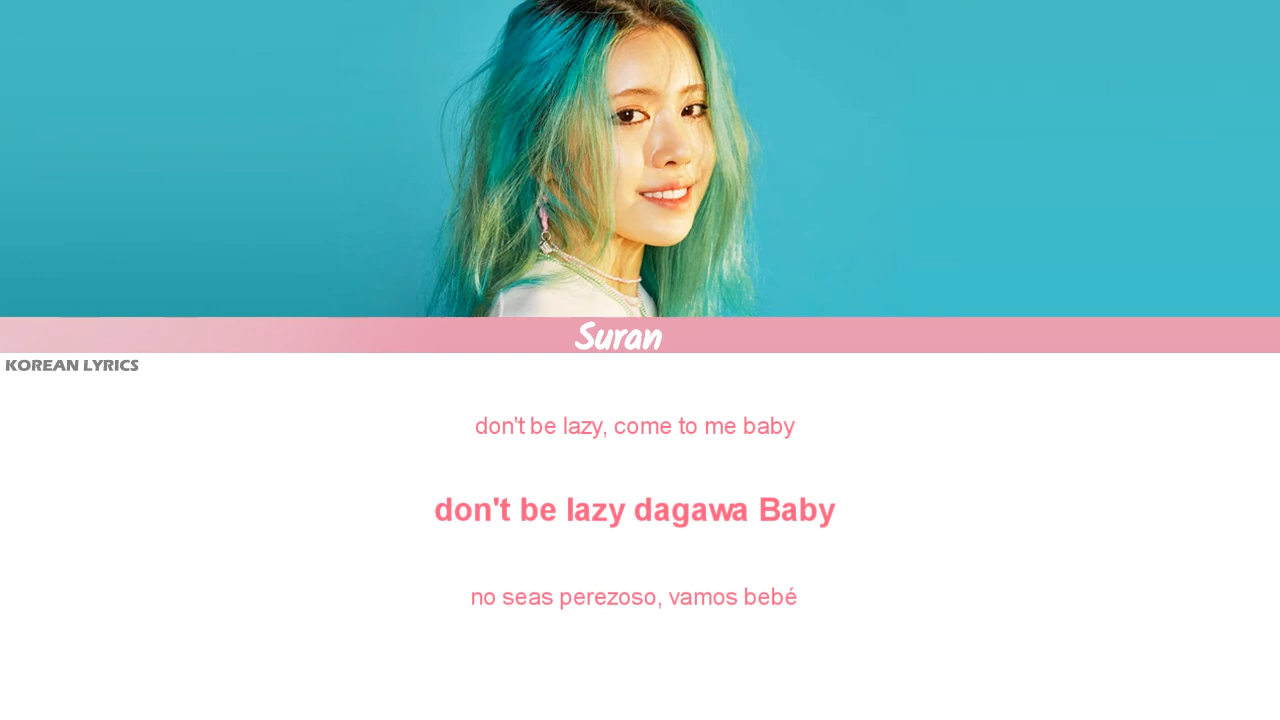 Suran
KOREAN LYRICS
don't be lazy, come to me baby
don't be lazy dagawa Baby
no seas perezoso, vamos bebé